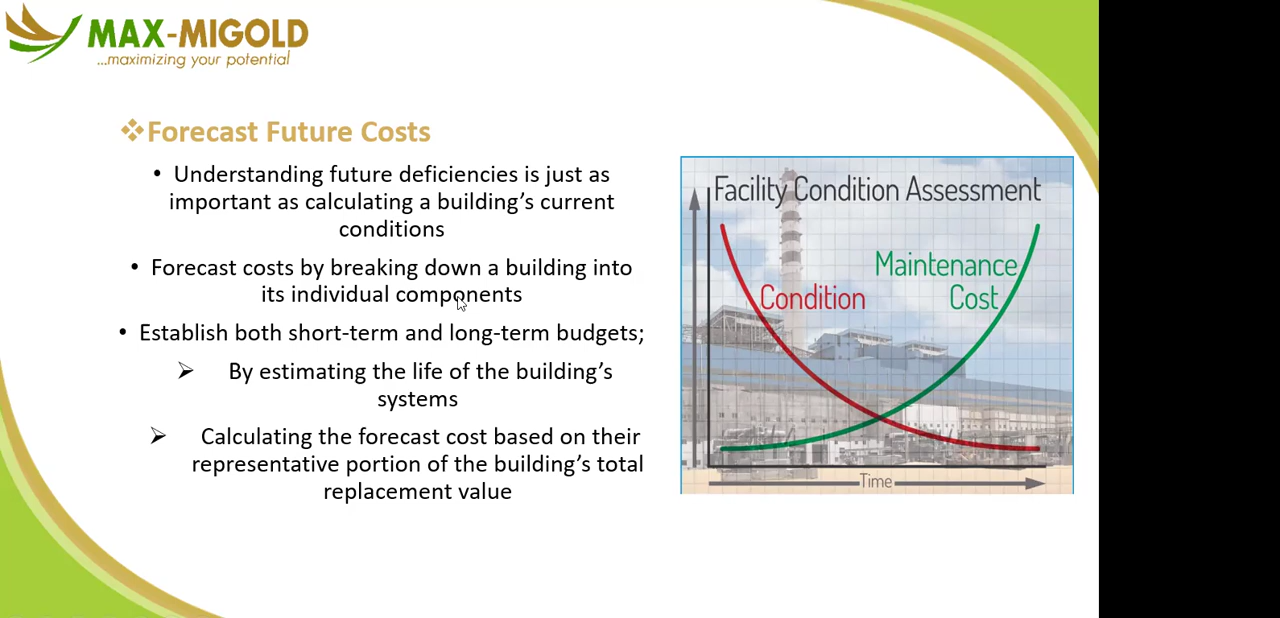 MAX-MIGOLD
...maximizing your potential
❖Forecast Future Costs
• Understanding future deficiencies is just as
important as calculating a building’s current
conditions
• Forecast costs by breaking down a building into
its individual components
• Establish both short-term and long-term budgets;
➢ By estimating the life of the building’s
systems
➢ Calculating the forecast cost based on their
representative portion of the building’s total
replacement value
Facility Condition Assessment
Maintenance
Cost
Condition
Time